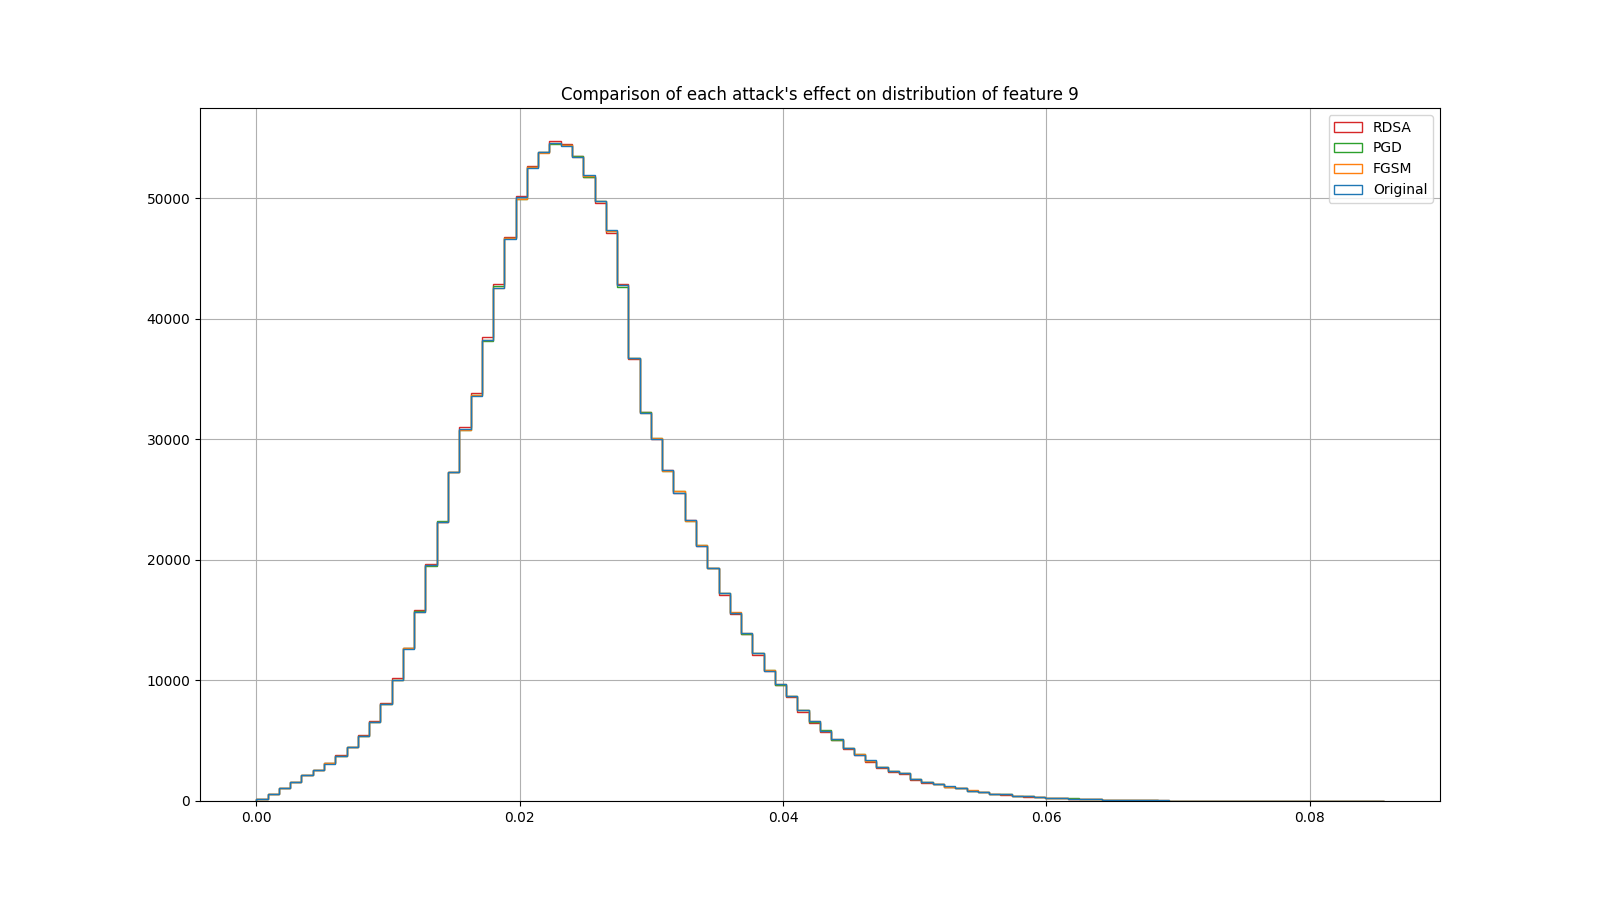 Comparison of each attack's effect on distribution of feature 9
RDSA
PGD
FGSM
Original
50000
40000
30000
20000
10000
0
0.00 0.02 0.04 0.06 0.08